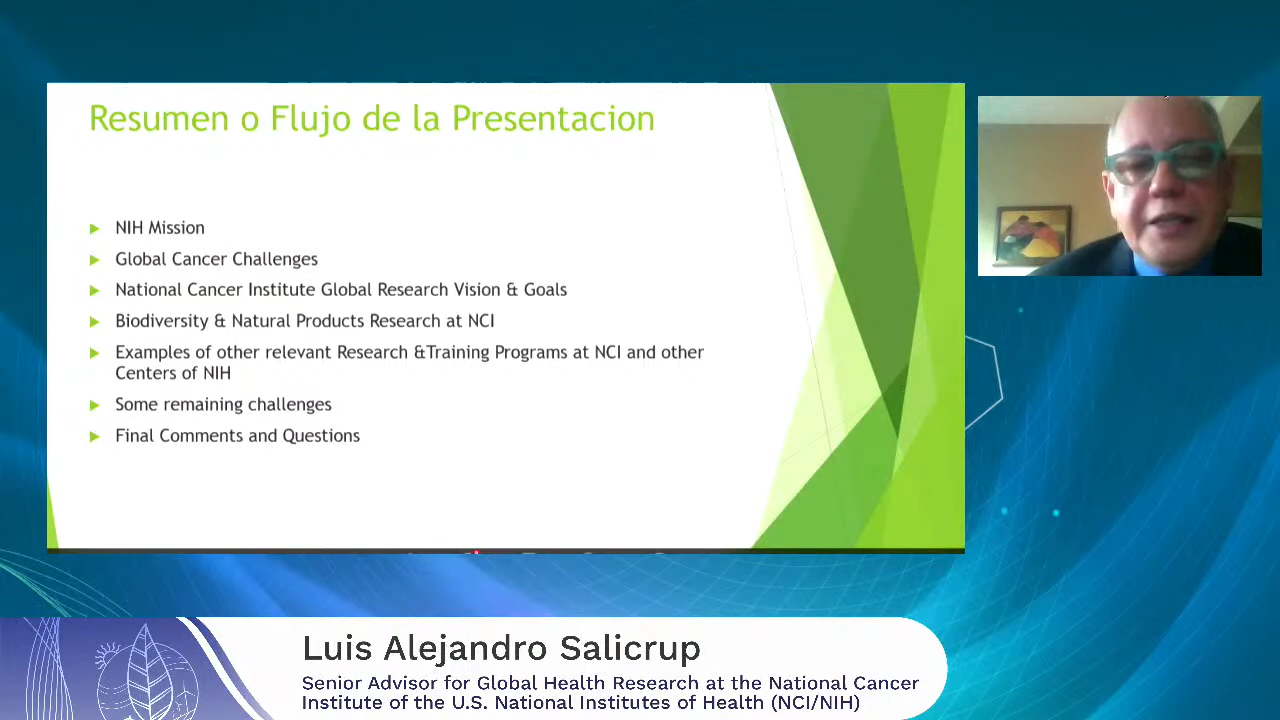 Resumen o Flujo de la Presentacion
NIH Mission
Global Cancer Challenges
National Cancer Institute Global Research Vision & Goals
Biodiversity & Natural Products Research at NCI
Examples of other relevant Research &Training Programs at NCI and other
Centers of NIH
Some remaining challenges
Final Comments and Questions
Luis Alejandro Salicrup
Senior Advisor for Global Health Research at the National Cancer
Institute of the U.S. National Institutes of Health (NCI/NIH)